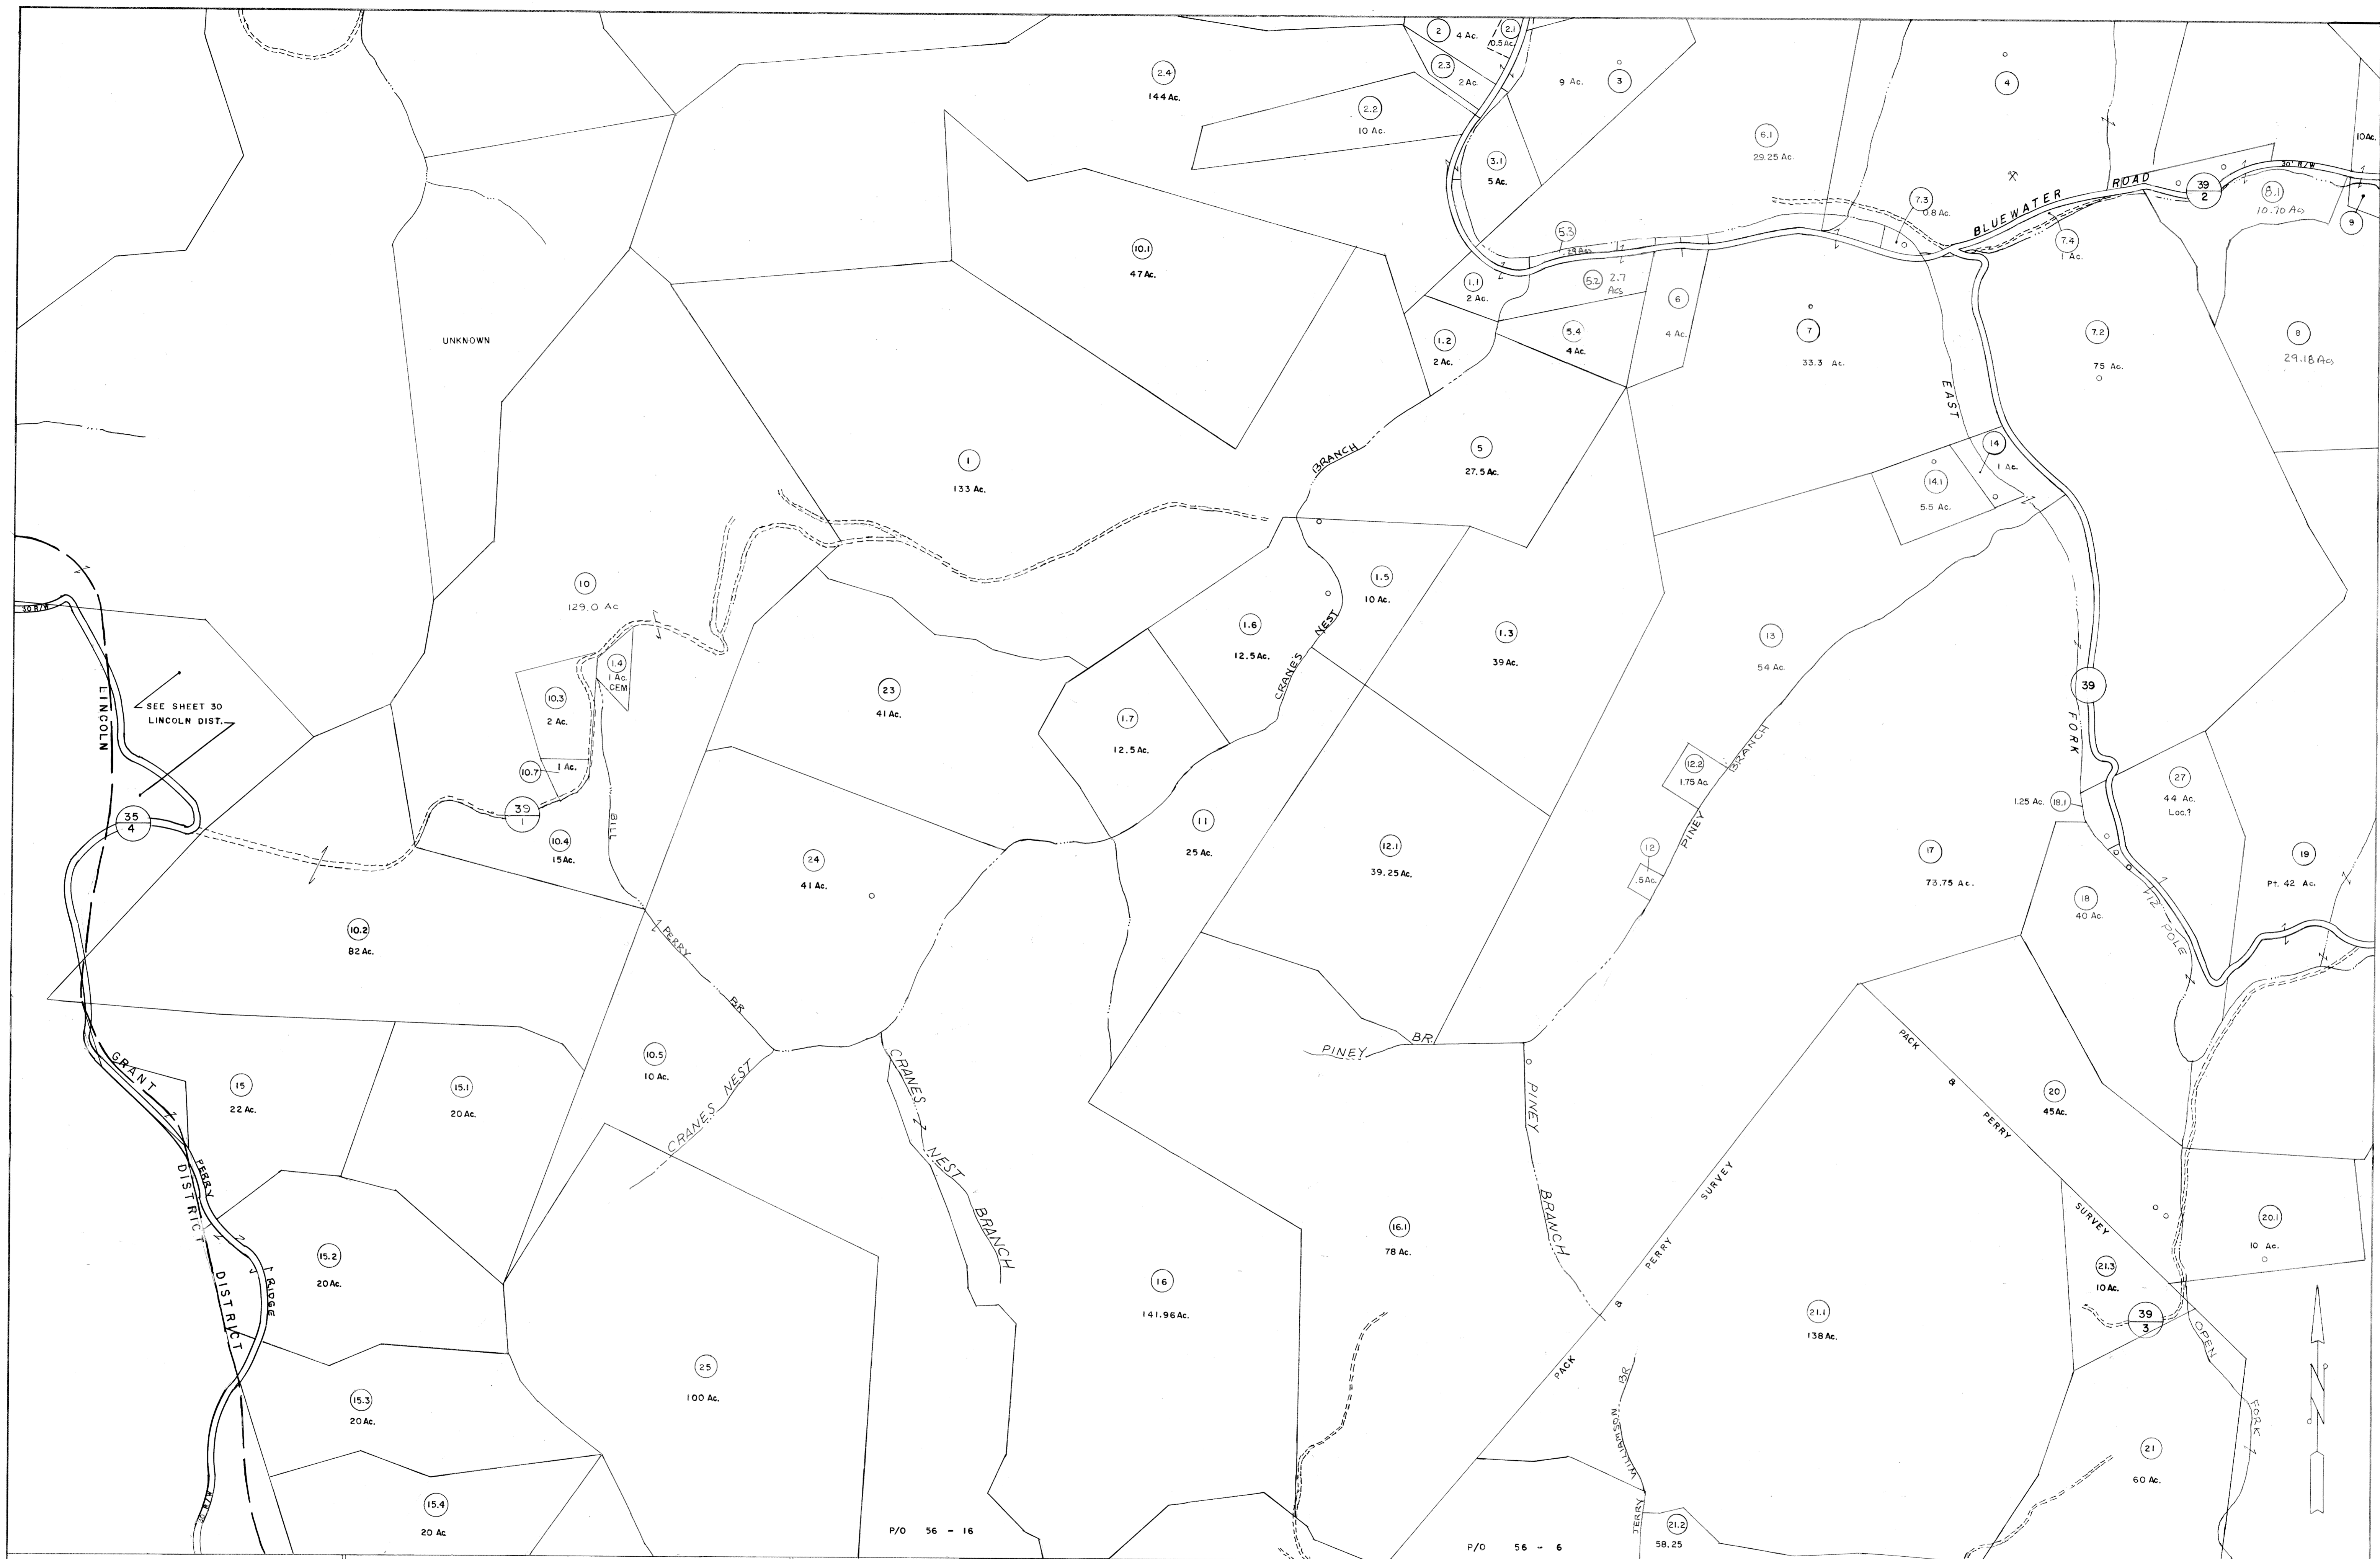 2
4 Ac.
2.1
0.5 Ac.
2.3
2 Ac.
2.4
144 Ac.
9 Ac.
3
4
2.2
10 Ac.
6.1
29.25 Ac.
10 Ac.
3.1
5 Ac.
30' R/W
BLUEWATER ROAD
39
2
8.1
10.70 Ac
9
7.3
0.8 Ac.
7.4
1 Ac.
5.3
.29 Ac.
10.1
47 Ac.
1.1
2 Ac.
5.2
2.7
Acs
6
4 Ac.
UNKNOWN
1.2
2 Ac.
5.4
4 Ac.
7
33.3 Ac.
7.2
75 Ac.
8
29.18 Ac
EAST
1
133 Ac.
BRANCH
5
27.5 Ac.
14
1 Ac.
14.1
5.5 Ac.
10
129.0 Ac
30 R/W
1.5
10 Ac.
1.6
12.5 Ac.
NEST
CRANE'S
1.3
39 Ac.
13
54 Ac.
1.4
1 Ac.
CEM
10.3
2 Ac.
23
41 Ac.
39
FORK
LINCOLN
SEE SHEET 30
LINCOLN DIST.
1.7
12.5 Ac.
10.7
1 Ac.
39
1
BILL
12.2
1.75 Ac.
BRANCH
PINEY
27
44 Ac.
Loc.?
1.25 Ac.
18.1
35
4
10.4
15 Ac.
24
41 Ac.
11
25 Ac.
12.1
39.25 Ac.
12
.5 Ac.
17
73.75 Ac.
19
Pt. 42 Ac.
18
40 Ac.
12 POLE
10.2
82 Ac.
PERRY
BR
PINEY BR.
10.5
10 Ac.
CRANES NEST
CRANES NEST BRANCH
GRANT
DISTRICT
15
22 Ac.
15.1
20 Ac.
PERRY
RIDGE
PINEY BRANCH
PACK & PERRY SURVEY
20
45 Ac.
20.1
10 Ac.
15.2
20 Ac.
DISTRICT
16
141.96 Ac.
16.1
78 Ac.
PACK & PERRY SURVEY
21.1
138 Ac.
21.3
10 Ac.
39
3
OPEN
FORK
25
100 Ac.
15.3
20 Ac.
WILLIAMSON BR
JERRY
21
60 Ac.
N
15.4
20 Ac
30' R/W
P/O 56 - 16
P/O 56 - 6
21.2
58.25